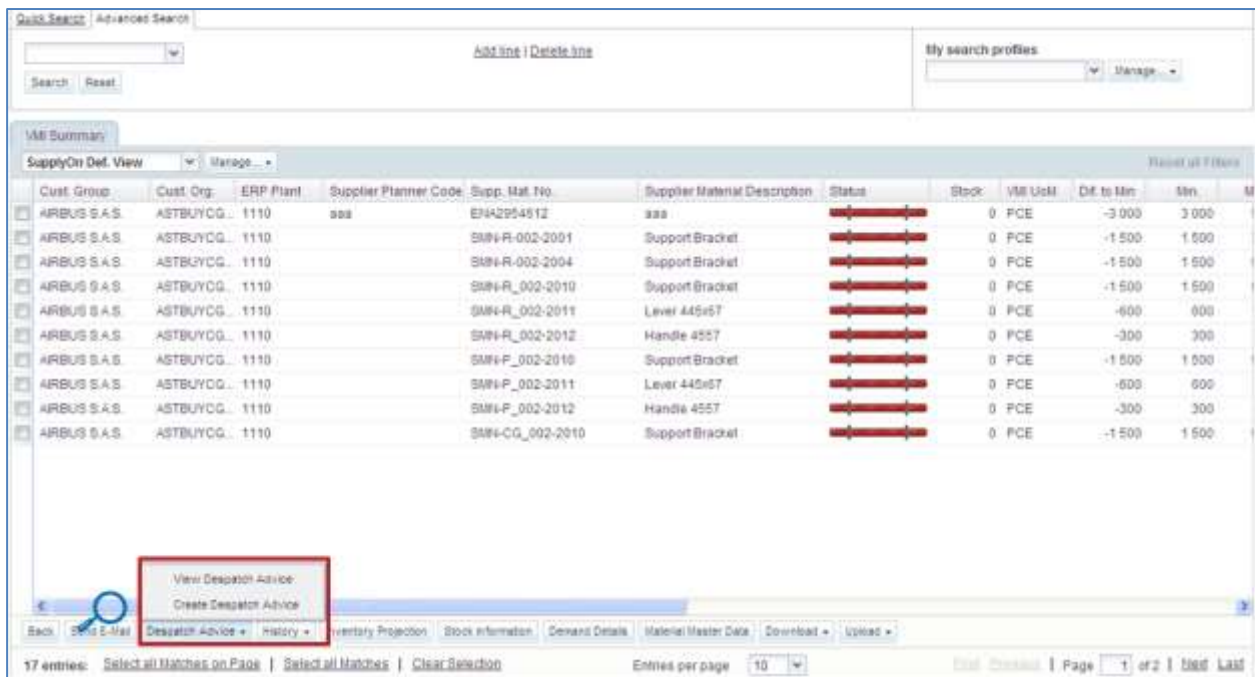 Quick Search Advanced Search
Add line | Delete line
My search profiles
Manage...
Search Reset
VMI Summary
SupplyOn Def. View Manage... Reset all Filters
Cust. Group Cust. Org. ERP Plant Supplier Planner Code Supp. Mat. No. Supplier Material Description Status Stock VMI UoM Dif. to Min Min. M
AIRBUS S.A.S. ASTBUYCG... 1110 aaa ENA2954612 aaa 0 PCE -3 000 3 000
AIRBUS S.A.S. ASTBUYCG... 1110 SMN-R-002-2001 Support Bracket 0 PCE -1 500 1 500
AIRBUS S.A.S. ASTBUYCG... 1110 SMN-R-002-2004 Support Bracket 0 PCE -1 500 1 500
AIRBUS S.A.S. ASTBUYCG... 1110 SMN-R_002-2010 Support Bracket 0 PCE -1 500 1 500
AIRBUS S.A.S. ASTBUYCG... 1110 SMN-R_002-2011 Lever 445x67 0 PCE -600 600
AIRBUS S.A.S. ASTBUYCG... 1110 SMN-R_002-2012 Handle 4557 0 PCE -300 300
AIRBUS S.A.S. ASTBUYCG... 1110 SMN-P_002-2010 Support Bracket 0 PCE -1 500 1 500
AIRBUS S.A.S. ASTBUYCG... 1110 SMN-P_002-2011 Lever 445x67 0 PCE -600 600
AIRBUS S.A.S. ASTBUYCG... 1110 SMN-P_002-2012 Handle 4557 0 PCE -300 300
AIRBUS S.A.S. ASTBUYCG... 1110 SMN-CG_002-2010 Support Bracket 0 PCE -1 500 1 500
View Despatch Advice
Create Despatch Advice
Back Send E-Mail Despatch Advice History Inventory Projection Stock Information Demand Details Material Master Data Download Upload
17 entries: Select all Matches on Page | Select all Matches | Clear Selection Entries per page 10 First Previous | Page 1 of 2 | Next Last